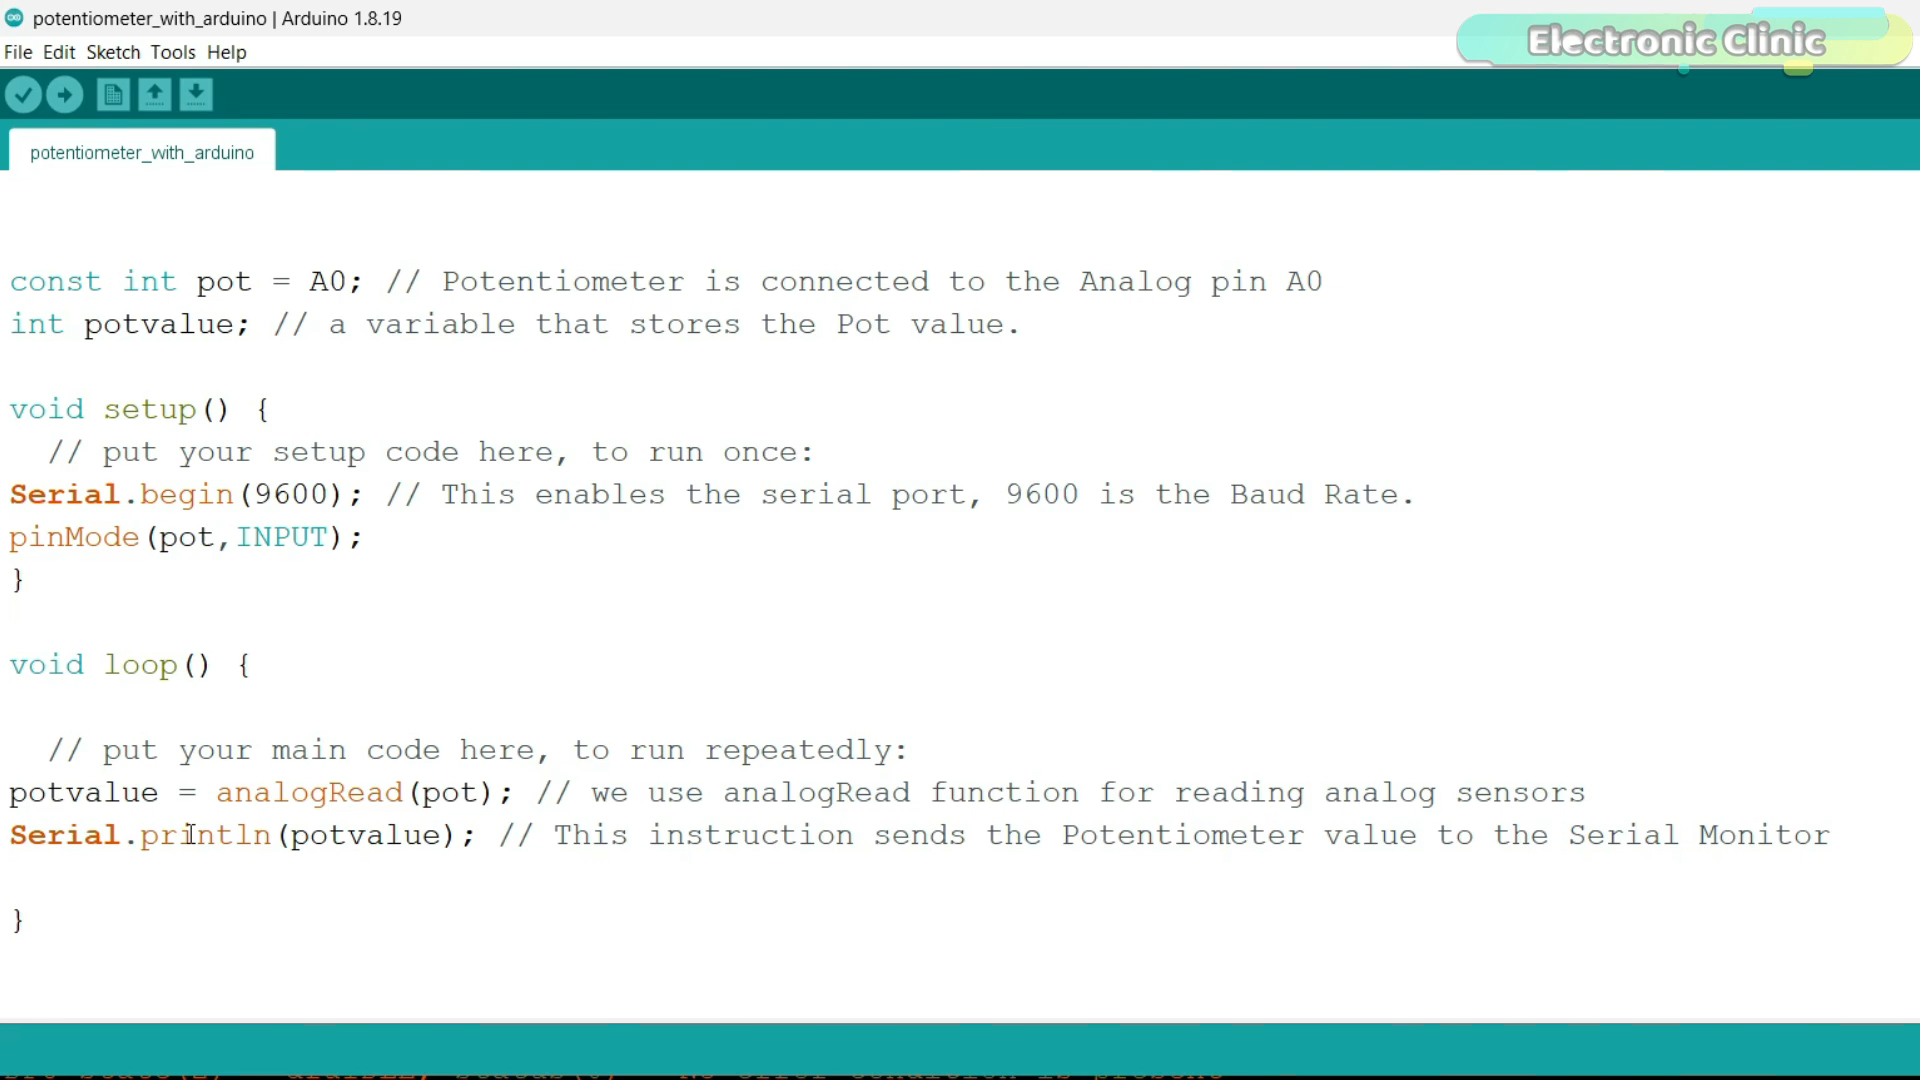 potentiometer_with_arduino | Arduino 1.8.19
File Edit Sketch Tools Help
Electronic Clinic
potentiometer_with_arduino
const int pot = A0; // Potentiometer is connected to the Analog pin A0
int potvalue; // a variable that stores the Pot value.
void setup() {
// put your setup code here, to run once:
Serial.begin(9600); // This enables the serial port, 9600 is the Baud Rate.
pinMode(pot,INPUT);
}
void loop() {
// put your main code here, to run repeatedly:
potvalue = analogRead(pot); // we use analogRead function for reading analog sensors
Serial.println(potvalue); // This instruction sends the Potentiometer value to the Serial Monitor
}